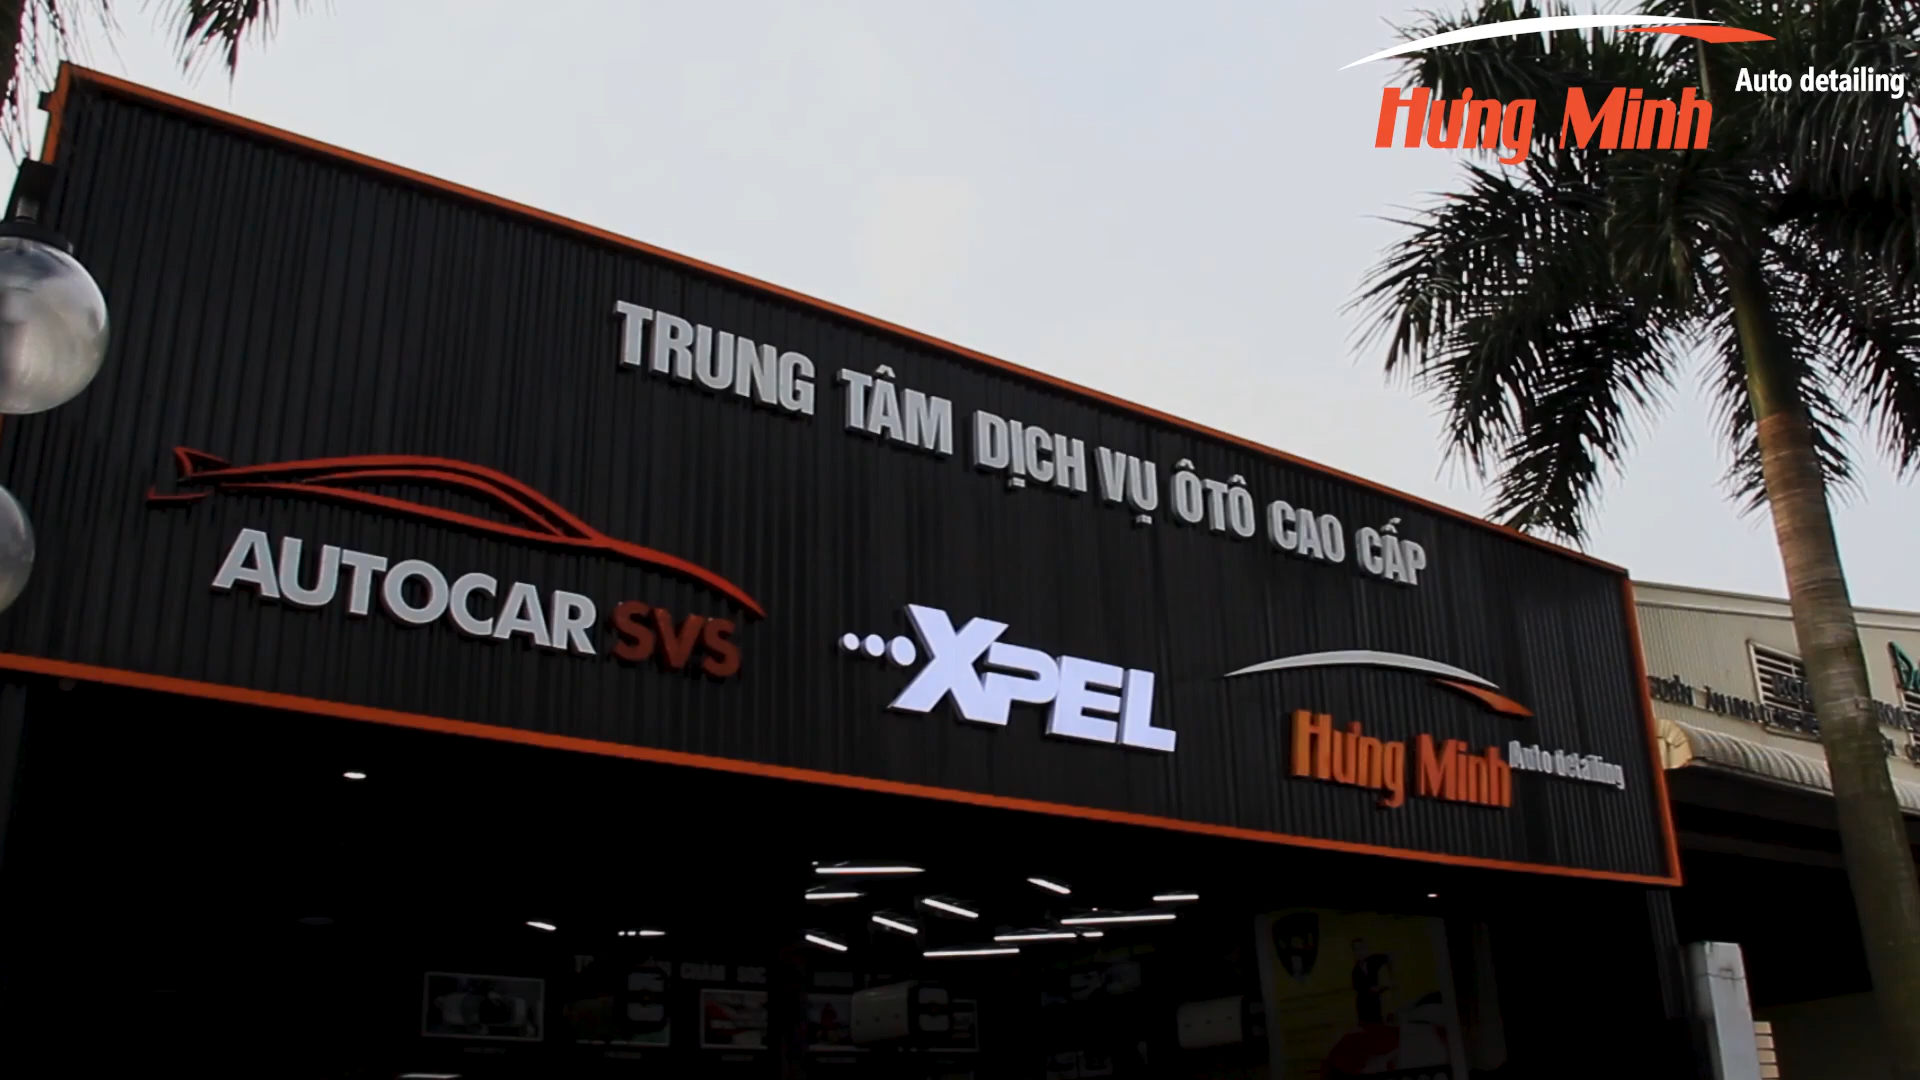 Auto detailing
Hưng Minh
TRUNG TÂM DỊCH VỤ ÔTÔ CAO CẤP
AUTOCAR SVS
XPEL
Hưng Minh Auto detailing